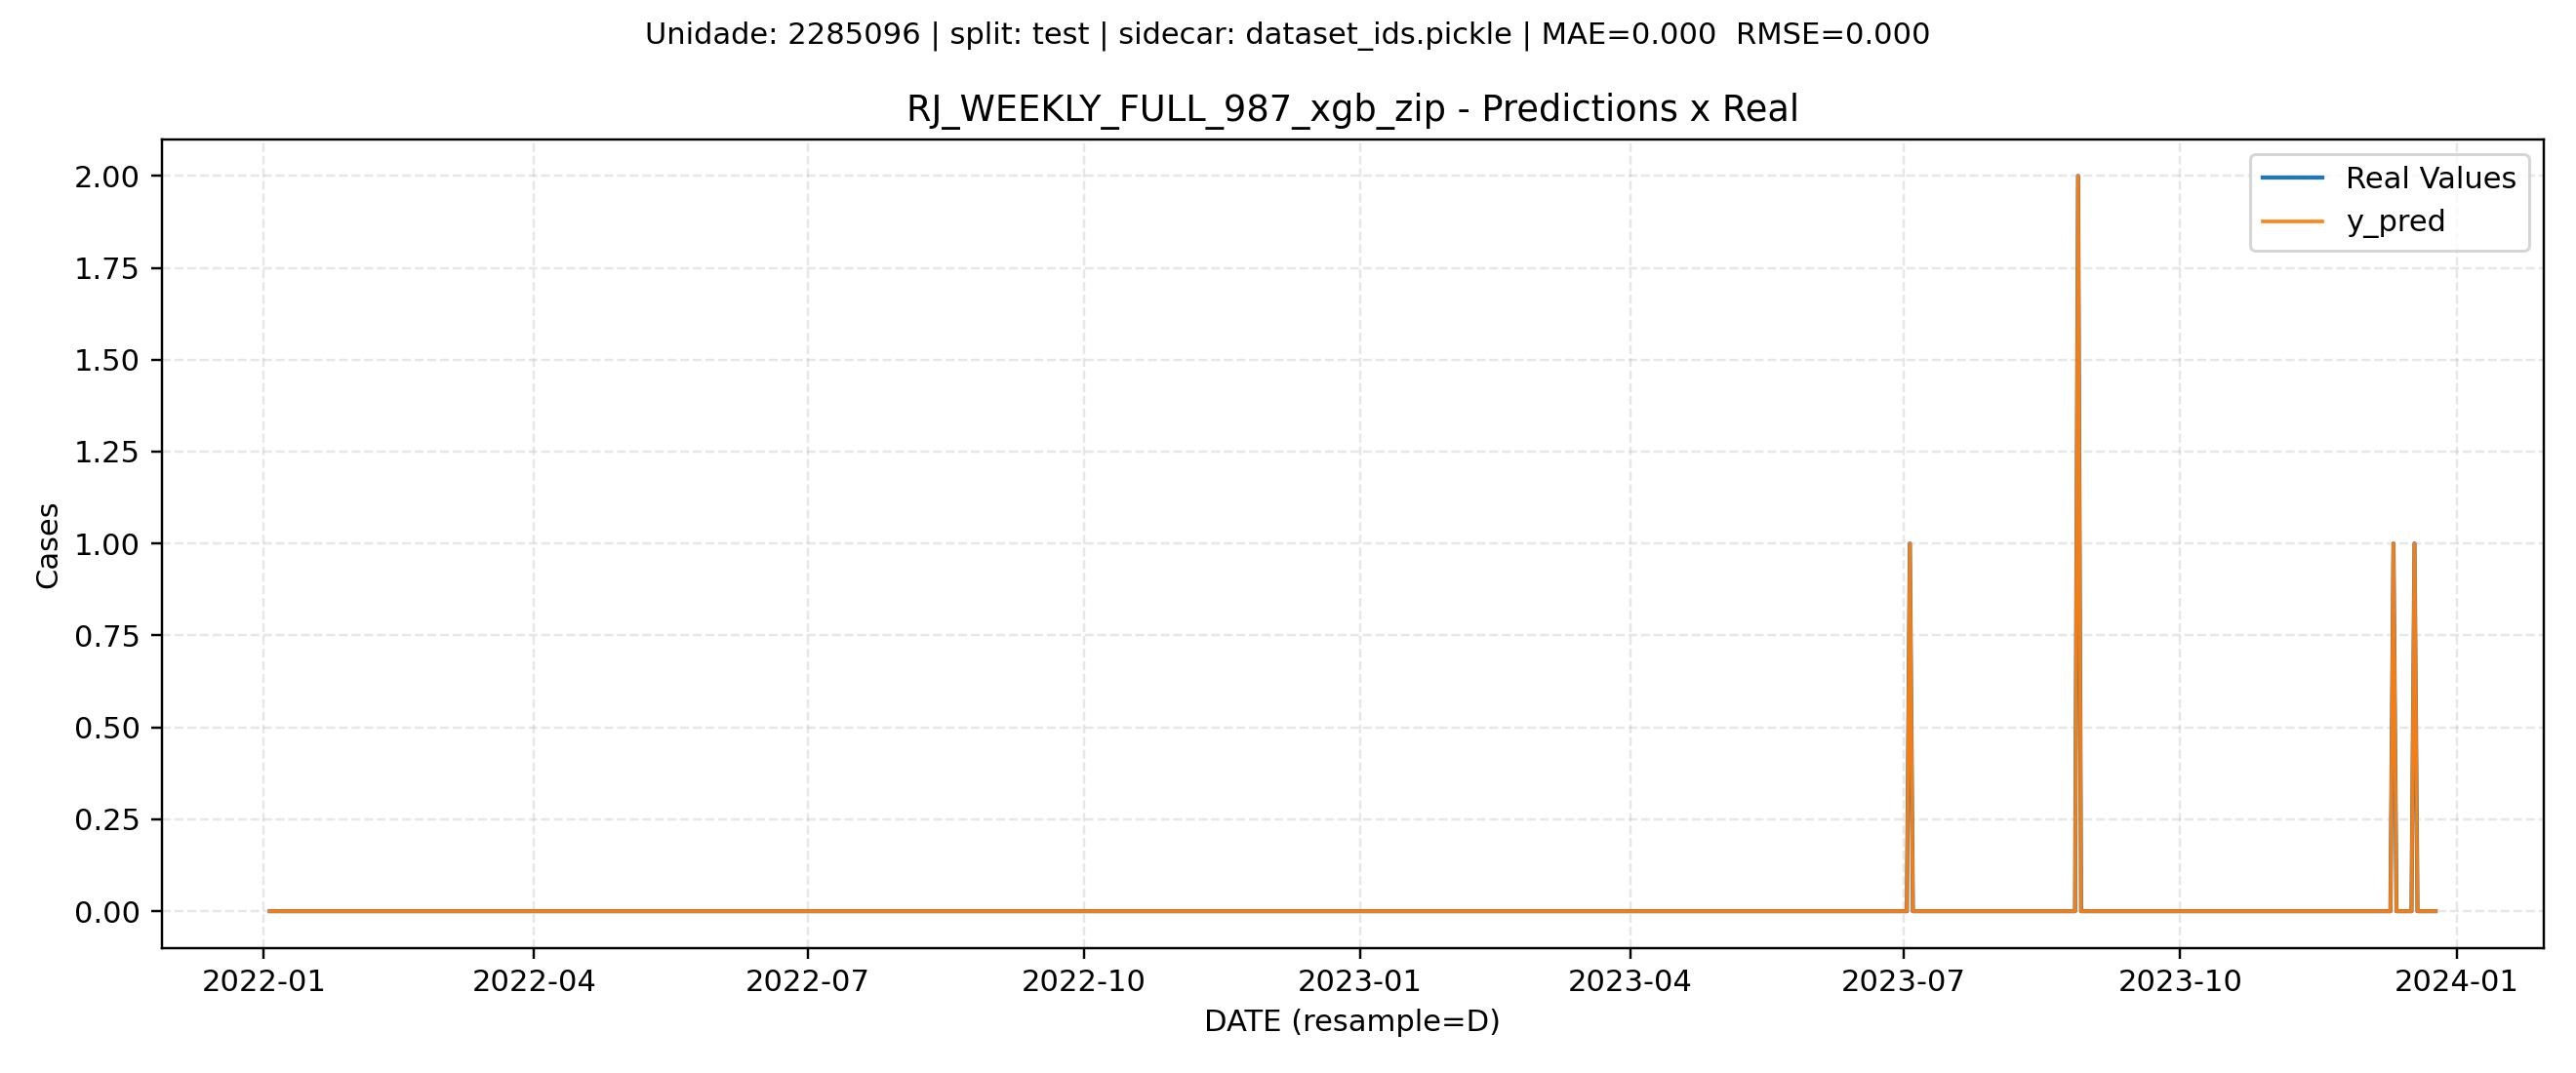 Unidade: 2285096 | split: test | sidecar: dataset_ids.pickle | MAE=0.000  RMSE=0.000
RJ_WEEKLY_FULL_987_xgb_zip - Predictions x Real
Real Values
y_pred
2.00
1.75
1.50
1.25
1.00
0.75
0.50
0.25
0.00
Cases
2022-01 2022-04 2022-07 2022-10 2023-01 2023-04 2023-07 2023-10 2024-01
DATE (resample=D)